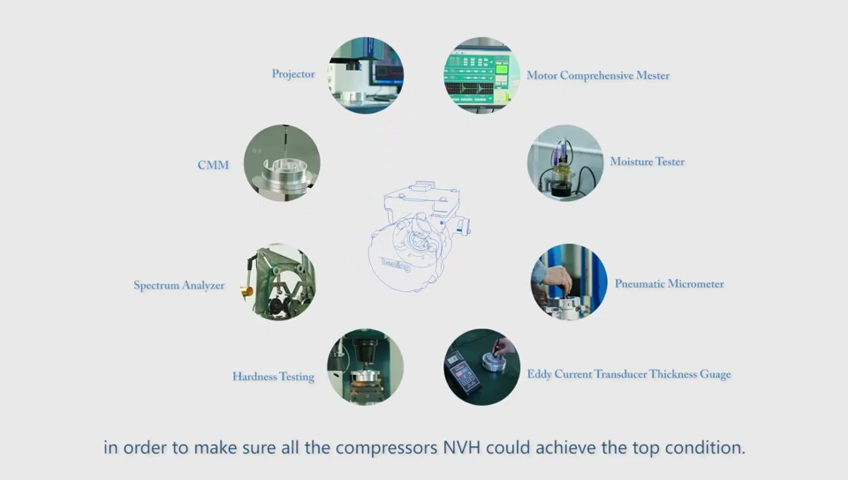 Projector
Motor Comprehensive Mester
CMM
Moisture Tester
Spectrum Analyzer
Pneumatic Micrometer
Hardness Testing
Eddy Current Transducer Thickness Guage
in order to make sure all the compressors NVH could achieve the top condition.